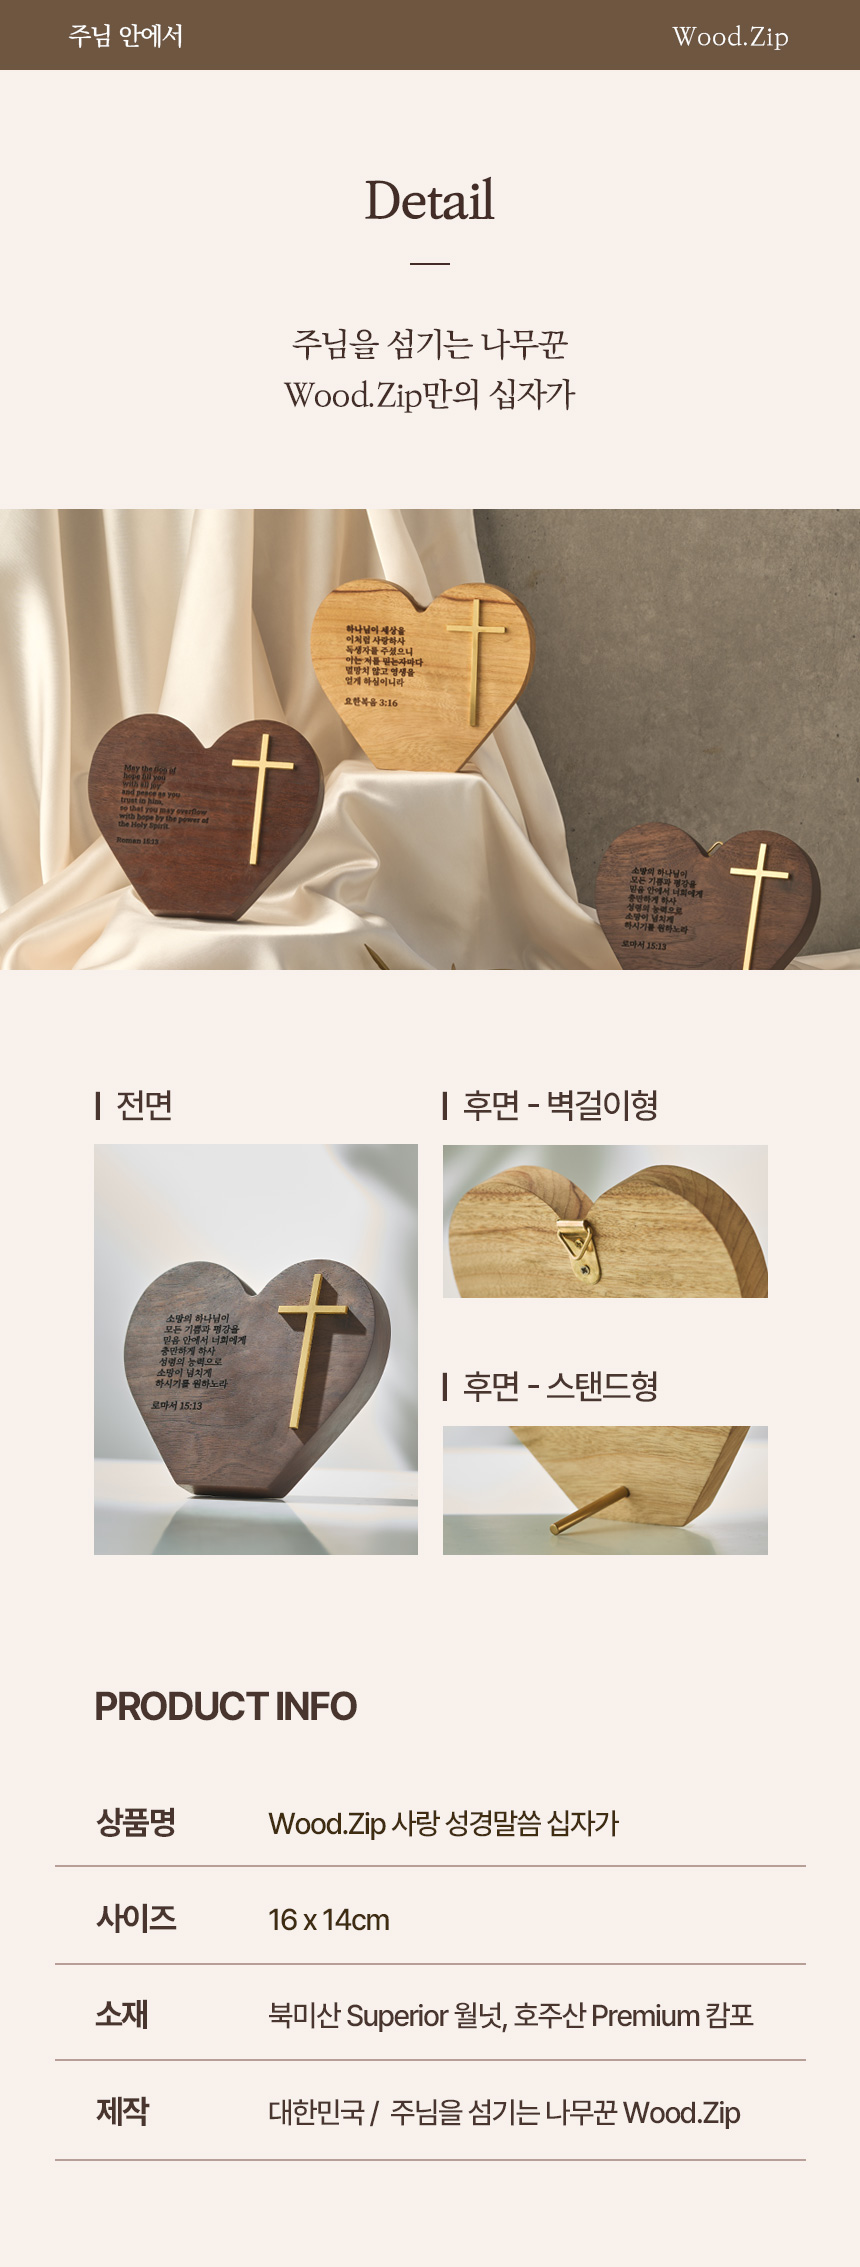 주님 안에서
Wood.Zip
Detail
주님을 섬기는 나무꾼
Wood.Zip만의 십자가
하나님이 세상을
이처럼 사랑하사
독생자를 주셨으니
이는 저를 믿는자마다
멸망치 않고 영생을
얻게 하심이니라
요한복음 3:16
May the God of
hope fill you
with all joy
and peace as you
trust in him,
so that you may overflow
with hope by the power of
the Holy Spirit.
Roman 15:13
소망의 하나님이
모든 기쁨과 평강을
믿음 안에서 너희에게
충만하게 하사
성령의 능력으로
소망이 넘치게
하시기를 원하노라
로마서 15:13
전면
소망의 하나님이
모든 기쁨과 평강을
믿음 안에서 너희에게
충만하게 하사
성령의 능력으로
소망이 넘치게
하시기를 원하노라
로마서 15:13
후면 - 벽걸이형
후면 - 스탠드형
PRODUCT INFO
상품명 Wood.Zip 사랑 성경말씀 십자가
사이즈 16 x 14cm
소재 북미산 Superior 월넛, 호주산 Premium 캄포
제작 대한민국 / 주님을 섬기는 나무꾼 Wood.Zip